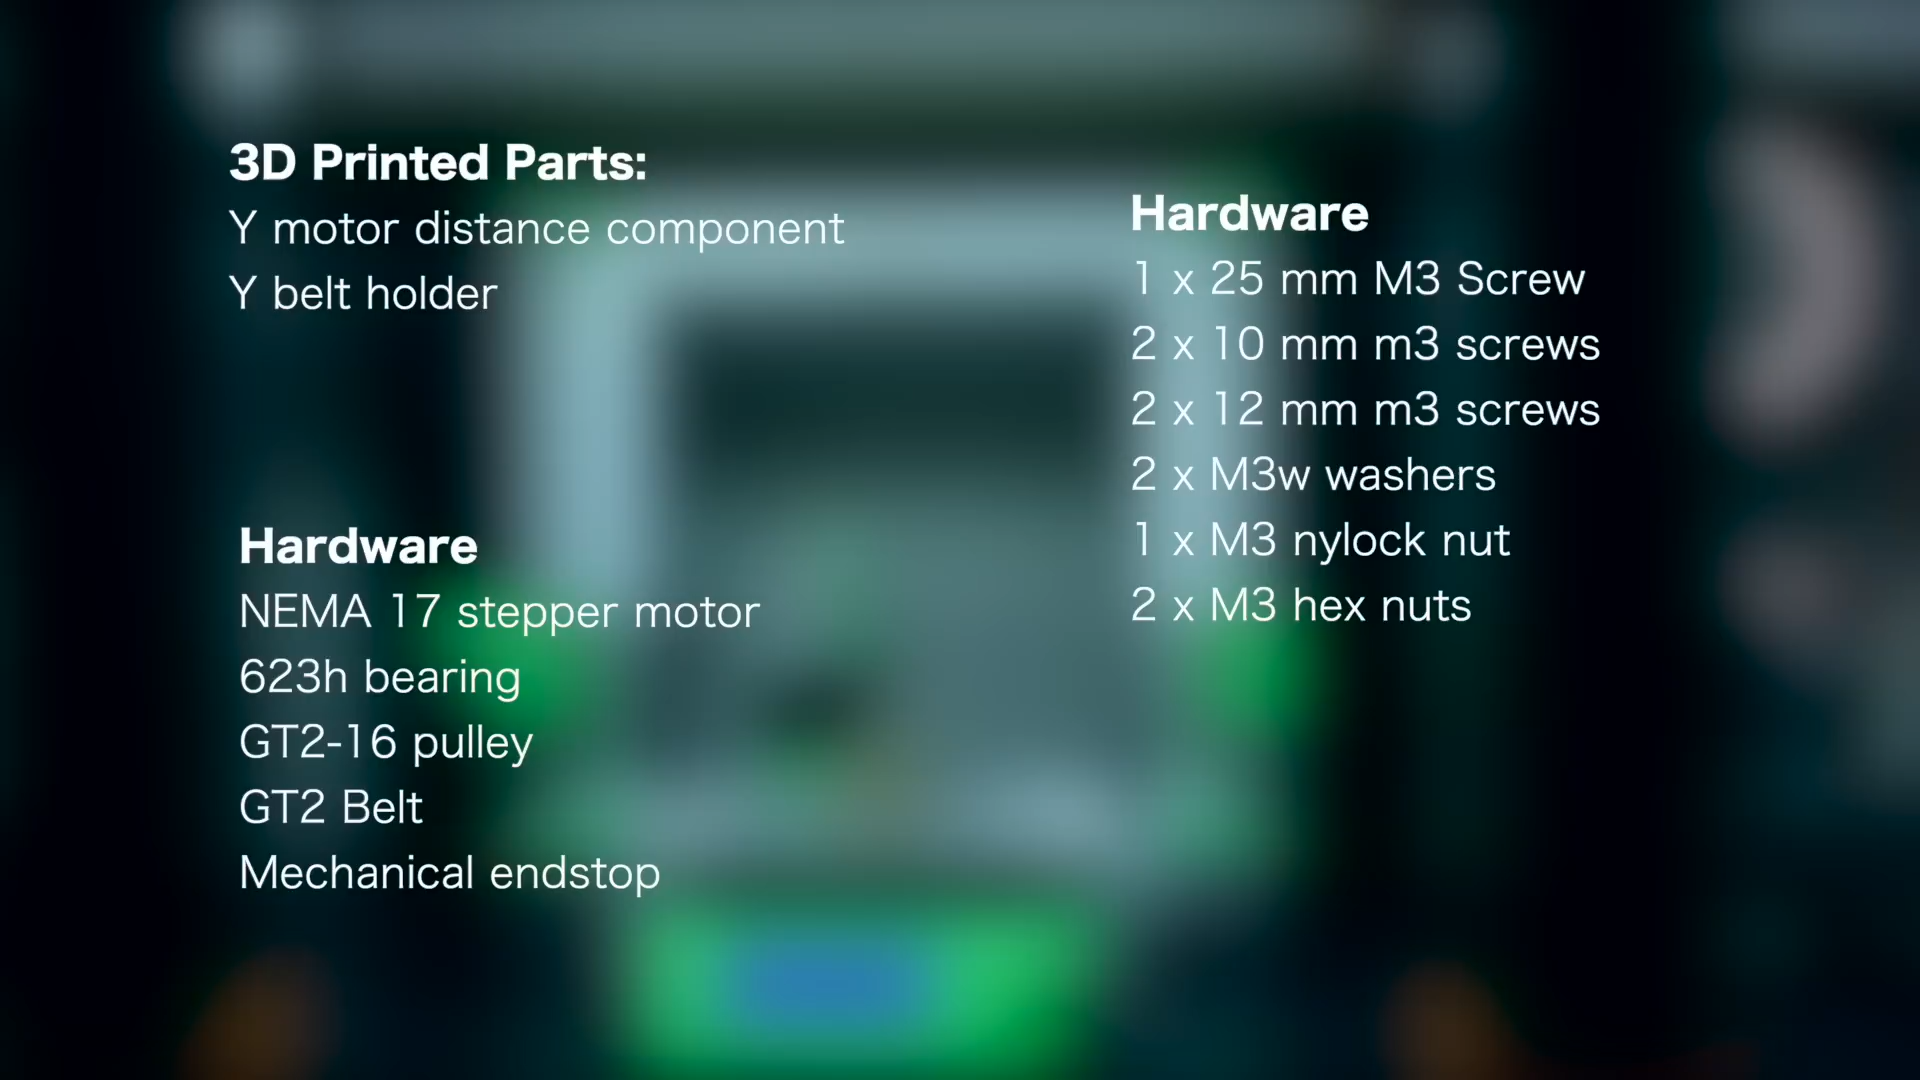 3D Printed Parts:
Y motor distance component
Y belt holder
Hardware
NEMA 17 stepper motor
623h bearing
GT2-16 pulley
GT2 Belt
Mechanical endstop
Hardware
1 x 25 mm M3 Screw
2 x 10 mm m3 screws
2 x 12 mm m3 screws
2 x M3w washers
1 x M3 nylock nut
2 x M3 hex nuts